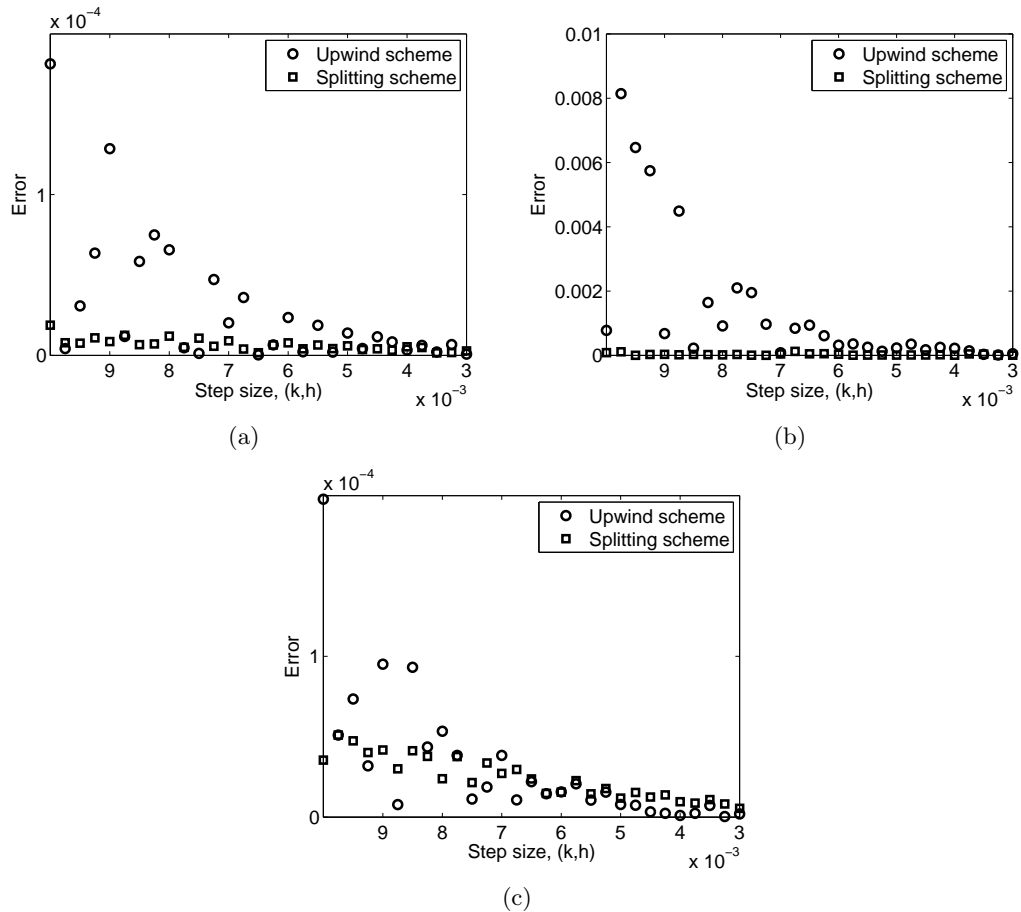 x 10⁻⁴
Upwind scheme
Splitting scheme
1
Error
0
9 8 7 6 5 4 3
Step size, (k,h)
x 10⁻³
(a)
0.01
Upwind scheme
Splitting scheme
0.008
0.006
Error
0.004
0.002
0
9 8 7 6 5 4 3
Step size, (k,h)
x 10⁻³
(b)
x 10⁻⁴
Upwind scheme
Splitting scheme
1
Error
0
9 8 7 6 5 4 3
Step size, (k,h)
x 10⁻³
(c)